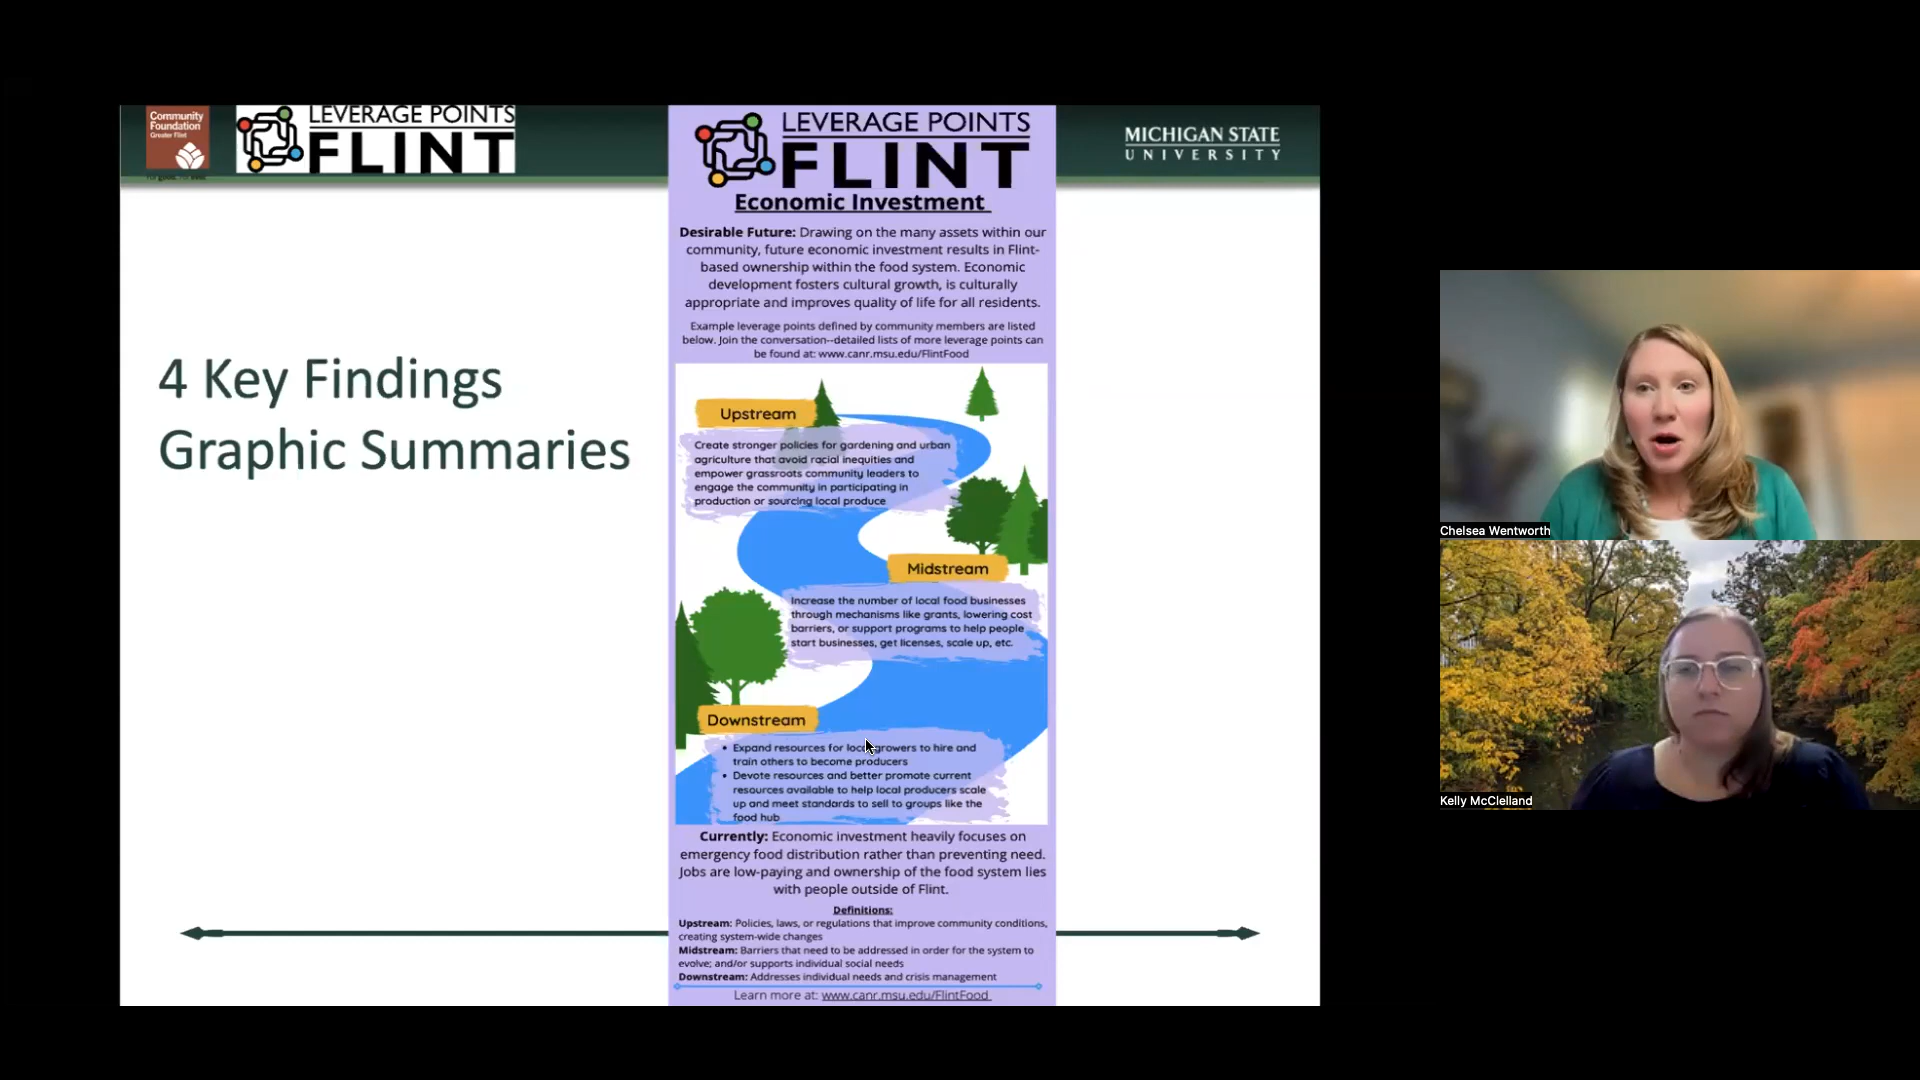 Community
Foundation
Greater Flint
LEVERAGE POINTS
FLINT
MICHIGAN STATE
UNIVERSITY
4 Key Findings
Graphic Summaries
LEVERAGE POINTS
FLINT
Economic Investment
Desirable Future: Drawing on the many assets within our
community, future economic investment results in Flint-
based ownership within the food system. Economic
development fosters cultural growth, is culturally
appropriate and improves quality of life for all residents.
Example leverage points defined by community members are listed
below. Join the conversation--detailed lists of more leverage points can
be found at: www.canr.msu.edu/FlintFood
Upstream
Create stronger policies for gardening and urban
agriculture that avoid racial inequities and
empower grassroots community leaders to
engage the community in participating in
production or sourcing local produce
Midstream
Increase the number of local food businesses
through mechanisms like grants, lowering cost
barriers, or support programs to help people
start businesses, get licenses, scale up, etc.
Downstream
• Expand resources for local growers to hire and
train others to become producers
• Devote resources and better promote current
resources available to help local producers scale
up and meet standards to sell to groups like the
food hub
Currently: Economic investment heavily focuses on
emergency food distribution rather than preventing need.
Jobs are low-paying and ownership of the food system lies
with people outside of Flint.
Definitions:
Upstream: Policies, laws, or regulations that improve community conditions,
creating system-wide changes
Midstream: Barriers that need to be addressed in order for the system to
evolve; and/or supports individual social needs
Downstream: Addresses individual needs and crisis management
Learn more at: www.canr.msu.edu/FlintFood
Chelsea Wentworth
Kelly McClelland